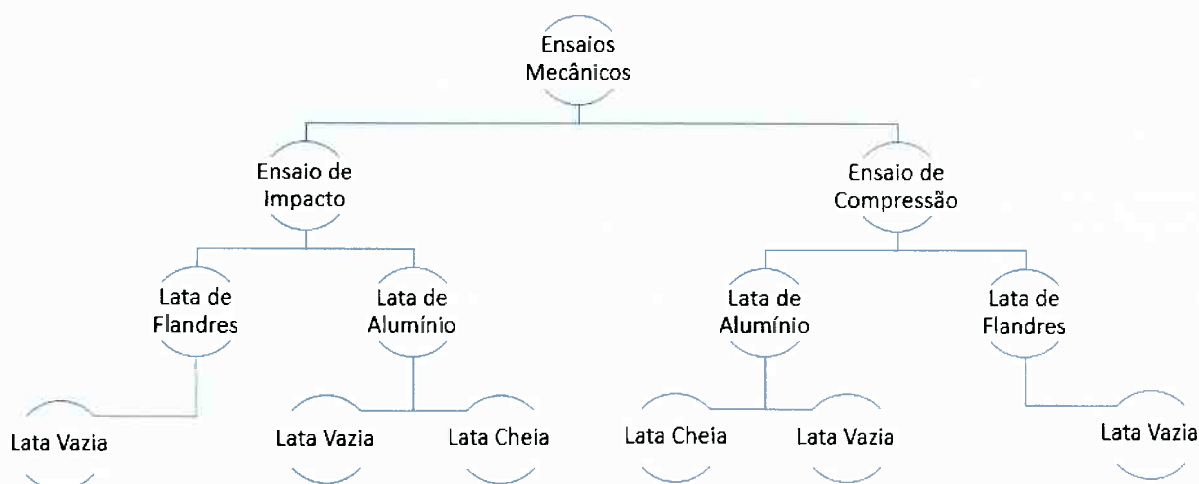 Ensaios
Mecânicos
Ensaio de
Impacto
Ensaio de
Compressão
Lata de
Flandres
Lata de
Alumínio
Lata de
Alumínio
Lata de
Flandres
Lata Vazia
Lata Vazia
Lata Cheia
Lata Cheia
Lata Vazia
Lata Vazia